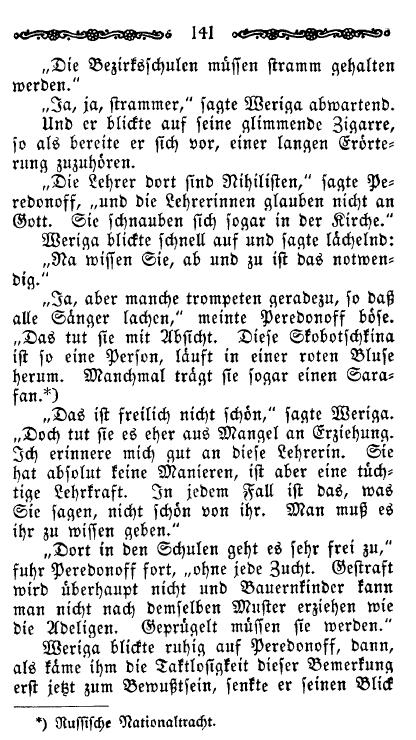 141
„Die Bezirksschulen müssen stramm gehalten
werden.“
„Ja, ja, strammer,“ sagte Weriga abwartend.
Und er blickte auf seine glimmende Zigarre,
so als bereite er sich vor, einer langen Erörte-
rung zuzuhören.
„Die Lehrer dort sind Nihilisten,“ sagte Pe-
redonoff, „und die Lehrerinnen glauben nicht an
Gott. Sie schnauben sich sogar in der Kirche.“
Weriga blickte schnell auf und sagte lächelnd:
„Na wissen Sie, ab und zu ist das notwen-
dig.“
„Ja, aber manche trompeten geradezu, so daß
alle Sänger lachen,“ meinte Peredonoff böse.
„Das tut sie mit Absicht. Diese Skobotschkina
ist so eine Person, läuft in einer roten Bluse
herum. Manchmal trägt sie sogar einen Sara-
fan.*)
„Das ist freilich nicht schön,“ sagte Weriga.
„Doch tut sie es eher aus Mangel an Erziehung.
Ich erinnere mich gut an diese Lehrerin. Sie
hat absolut keine Manieren, ist aber eine tüch-
tige Lehrkraft. In jedem Fall ist das, was
Sie sagen, nicht schön von ihr. Man muß es
ihr zu wissen geben.“
„Dort in den Schulen geht es sehr frei zu,“
fuhr Peredonoff fort, „ohne jede Zucht. Gestraft
wird überhaupt nicht und Bauernkinder kann
man nicht nach demselben Muster erziehen wie
die Adeligen. Geprügelt müssen sie werden.“
Weriga blickte ruhig auf Peredonoff, dann,
als käme ihm die Taktlosigkeit dieser Bemerkung
erst jetzt zum Bewußtsein, senkte er seinen Blick
*) Russische Nationaltracht.